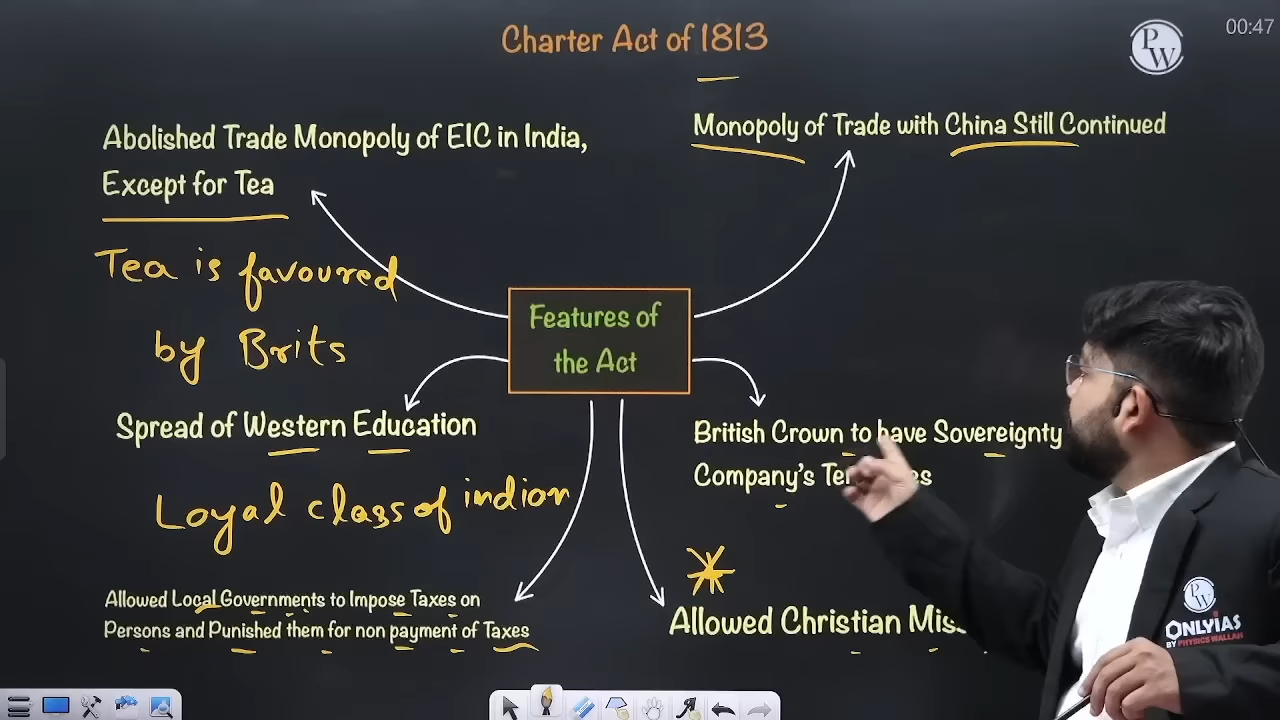 Charter Act of 1813
PW
00:47
Abolished Trade Monopoly of EIC in India,
Except for Tea
Tea is favoured
by Brits
Monopoly of Trade with China Still Continued
Features of
the Act
Spread of Western Education
Loyal class of indian
British Crown to have Sovereignty
Company's
Allowed Local Governments to Impose Taxes on
Persons and Punished them for non payment of Taxes
Allowed Christian
PW
ONLYIAS
BY PHYSICS WALLAH